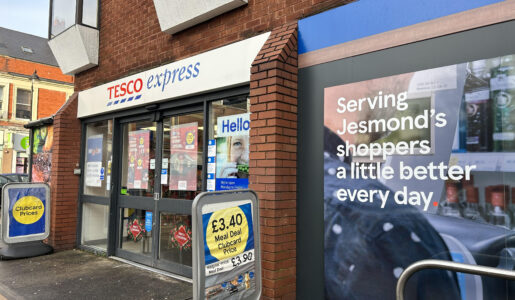 TESCO express
Serving
Jesmond's
shoppers
a little better
every day.
Hello
Clubcard
Prices
£3.40
Meal Deal
Clubcard
Price
£3.90